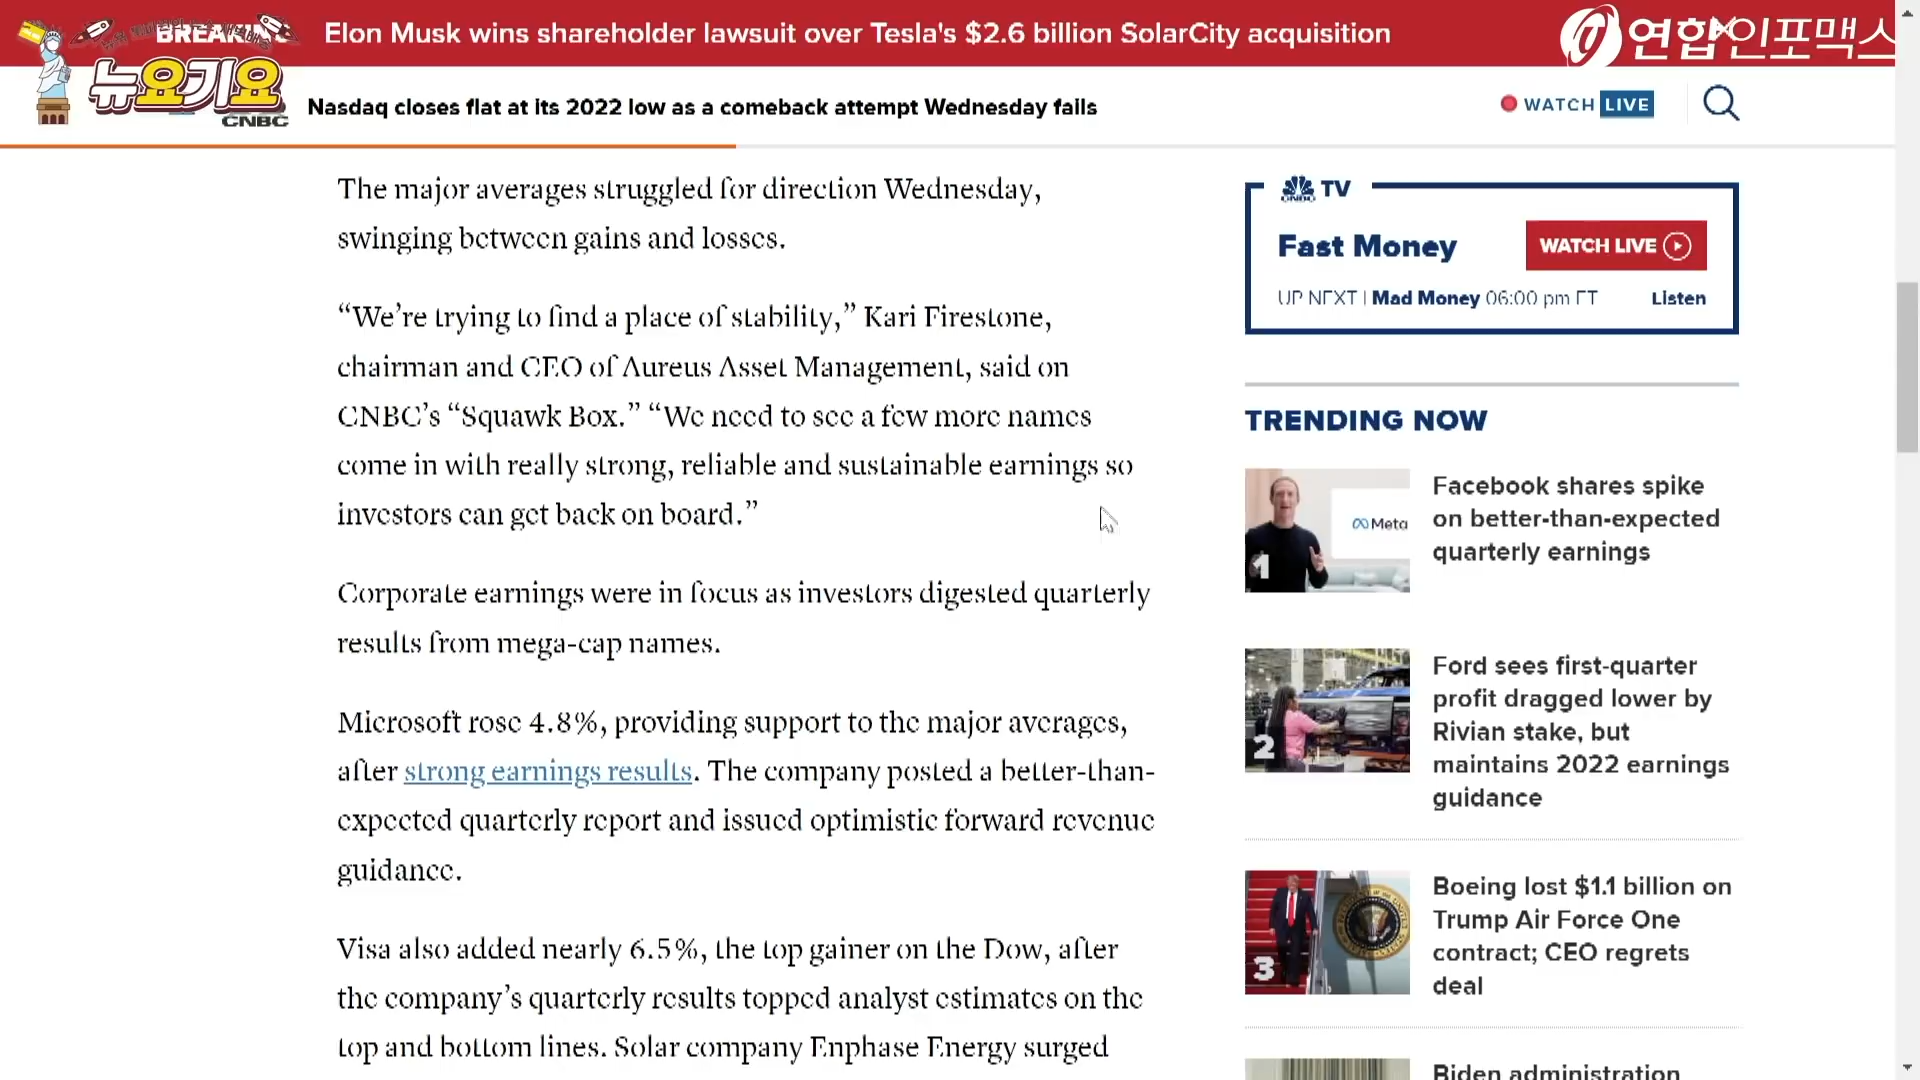 BREAKING
Elon Musk wins shareholder lawsuit over Tesla's $2.6 billion SolarCity acquisition
연합인포맥스
뉴요기요
CNBC
Nasdaq closes flat at its 2022 low as a comeback attempt Wednesday fails
WATCH LIVE
The major averages struggled for direction Wednesday,
swinging between gains and losses.
“We’re trying to find a place of stability,” Kari Firestone,
chairman and CEO of Aureus Asset Management, said on
CNBC’s “Squawk Box.” “We need to see a few more names
come in with really strong, reliable and sustainable earnings so
investors can get back on board.”
Corporate earnings were in focus as investors digested quarterly
results from mega-cap names.
Microsoft rose 4.8%, providing support to the major averages,
after strong earnings results. The company posted a better-than-
expected quarterly report and issued optimistic forward revenue
guidance.
Visa also added nearly 6.5%, the top gainer on the Dow, after
the company’s quarterly results topped analyst estimates on the
top and bottom lines. Solar company Enphase Energy surged
CNBC TV
Fast Money
WATCH LIVE
UP NEXT | Mad Money 06:00 pm ET
Listen
TRENDING NOW
1
Meta
Facebook shares spike
on better-than-expected
quarterly earnings
2
Ford sees first-quarter
profit dragged lower by
Rivian stake, but
maintains 2022 earnings
guidance
3
Boeing lost $1.1 billion on
Trump Air Force One
contract; CEO regrets
deal
Biden administration